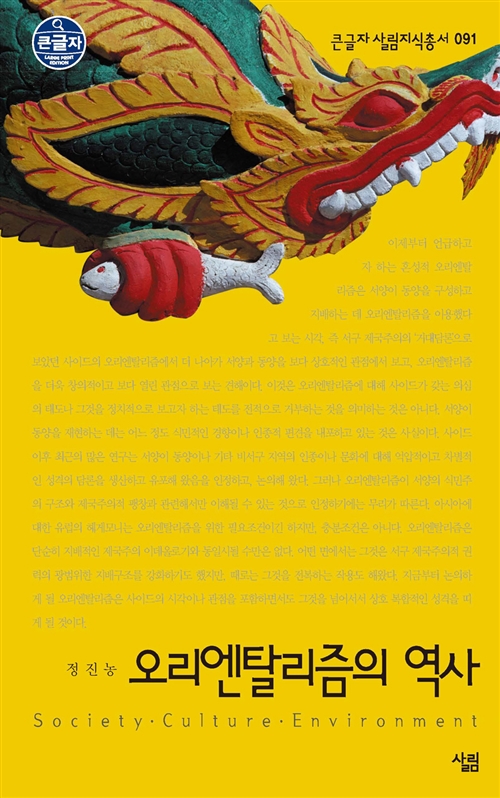 큰글자
LARGE PRINT
EDITION
큰글자 살림지식총서 091
이제부터 언급하고
자 하는 혼성적 오리엔탈
리즘은 서양이 동양을 구성하고
지배하는 데 오리엔탈리즘을 이용했다
고 보는 시각, 즉 서구 제국주의의 '거대담론'으로
보았던 사이드의 오리엔탈리즘에서 더 나아가 서양과 동양을 보다 상호적인 관점에서 보고, 오리엔탈리즘
을 더욱 창의적이고 보다 열린 관점으로 보는 견해이다. 이것은 오리엔탈리즘에 대해 사이드가 갖는 의심
의 태도나 그것을 정치적으로 보고자 하는 태도를 전적으로 거부하는 것을 의미하는 것은 아니다. 서양이
동양을 재현하는 데는 어느 정도 식민적인 경향이나 인종적 편견을 내포하고 있는 것은 사실이다. 사이드
이후 최근의 많은 연구는 서양이 동양이나 기타 비서구 지역의 인종이나 문화에 대해 억압적이고 차별적
인 성격의 담론을 생산하고 유포해 왔음을 인정하고, 논의해 왔다. 그러나 오리엔탈리즘이 서양의 식민주
의 구조와 제국주의적 팽창과 관련해서만 이해될 수 있는 것으로 인정하기에는 무리가 따른다. 아시아에
대한 유럽의 헤게모니는 오리엔탈리즘을 위한 필요조건이긴 하지만, 충분조건은 아니다. 오리엔탈리즘은
단순히 지배적인 제국주의 이데올로기와 동일시될 수만은 없다. 어떤 면에서는 그것은 서구 제국주의적 권
력의 광범위한 지배구조를 강화하기도 했지만, 때로는 그것을 전복하는 작용도 해왔다. 지금부터 논의하
게 될 오리엔탈리즘은 사이드의 시각이나 관점을 포함하면서도 그것을 넘어서서 상호 복합적인 성격을 띠
게 될 것이다.
정진농 오리엔탈리즘의 역사
Society·Culture·Environment
살림